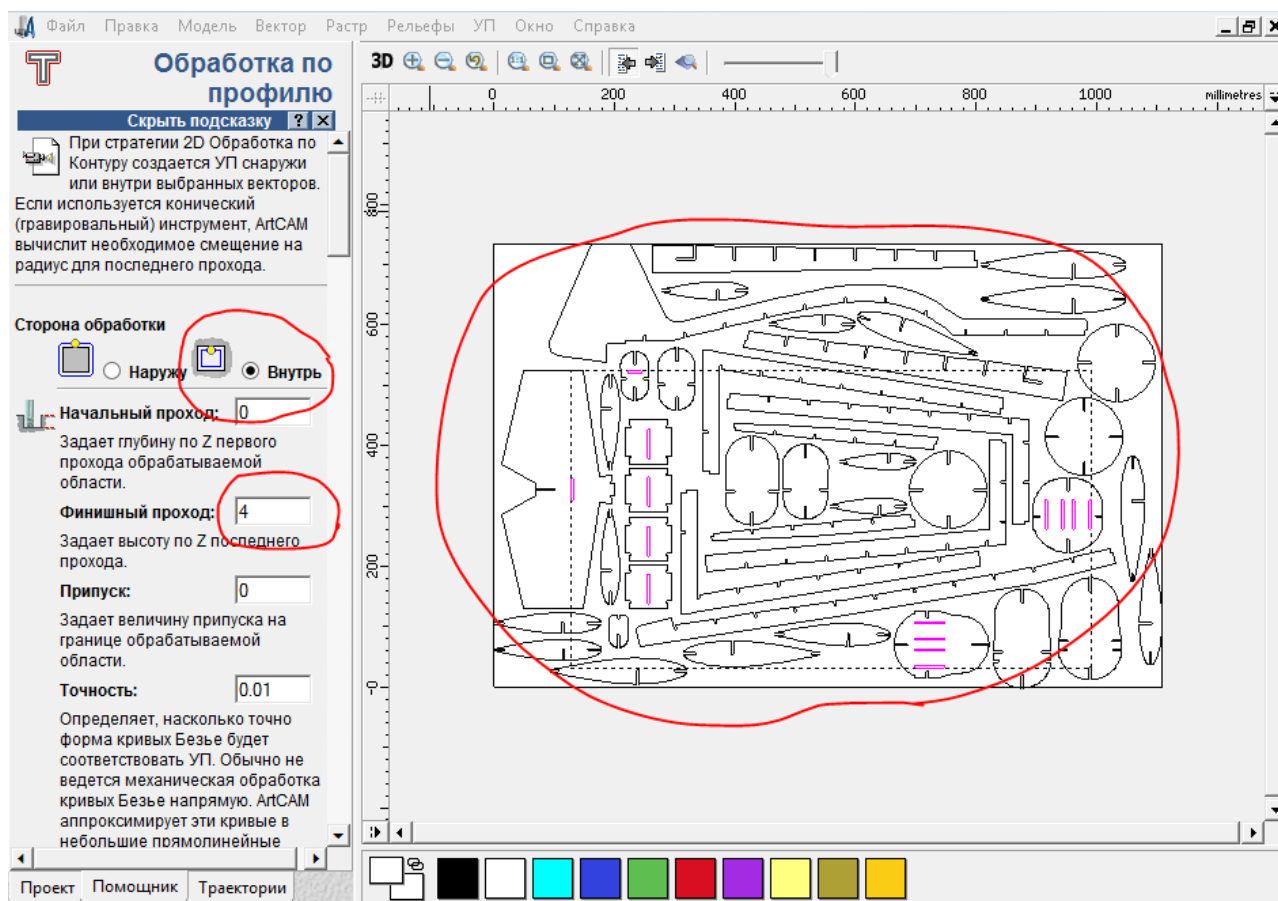 Файл Правка Модель Вектор Растр Рельефы УП Окно Справка
Обработка по
профилю
Скрыть подсказку ? X
При стратегии 2D Обработка по
Контуру создается УП снаружи
или внутри выбранных векторов.
Если используется конический
(гравировальный) инструмент, ArtCAM
вычислит необходимое смещение на
радиус для последнего прохода.
Сторона обработки
Наружу Внутрь
Начальный проход: 0
Задает глубину по Z первого
прохода обрабатываемой
области.
Финишный проход: 4
Задает высоту по Z последнего
прохода.
Припуск: 0
Задает величину припуска на
границе обрабатываемой
области.
Точность: 0.01
Определяет, насколько точно
форма кривых Безье будет
соответствовать УП. Обычно не
ведется механическая обработка
кривых Безье напрямую. ArtCAM
аппроксимирует эти кривые в
небольшие прямолинейные
Проект Помощник Траектории
3D
0 200 400 600 800 1000 millimetres
800
600
400
200
-0